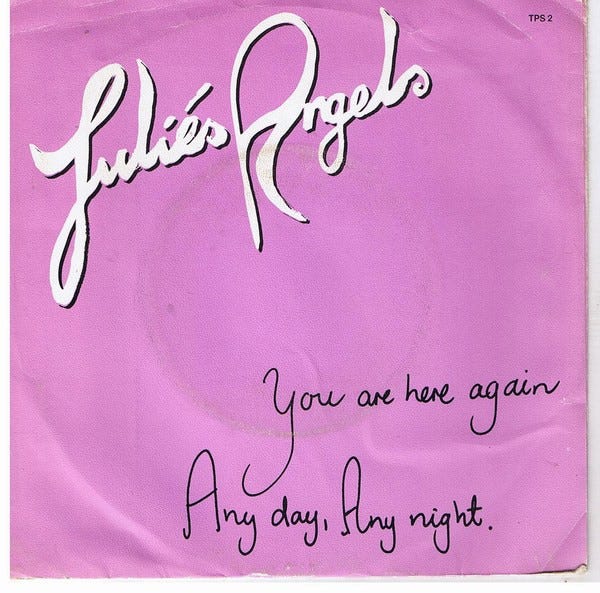 TPS 2
Julie's Angels
You are here again
Any day, Any night.